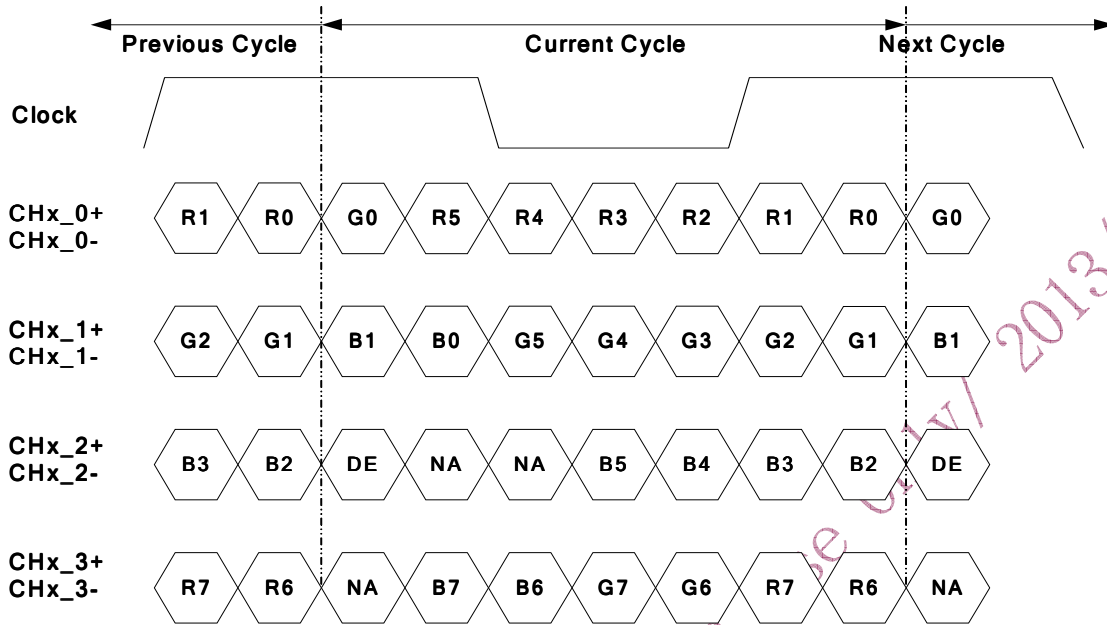 Previous Cycle Current Cycle Next Cycle
Clock
CHx_0+
CHx_0-
R1 R0 G0 R5 R4 R3 R2 R1 R0 G0
CHx_1+
CHx_1-
G2 G1 B1 B0 G5 G4 G3 G2 G1 B1
CHx_2+
CHx_2-
B3 B2 DE NA NA B5 B4 B3 B2 DE
CHx_3+
CHx_3-
R7 R6 NA B7 B6 G7 G6 R7 R6 NA
2013